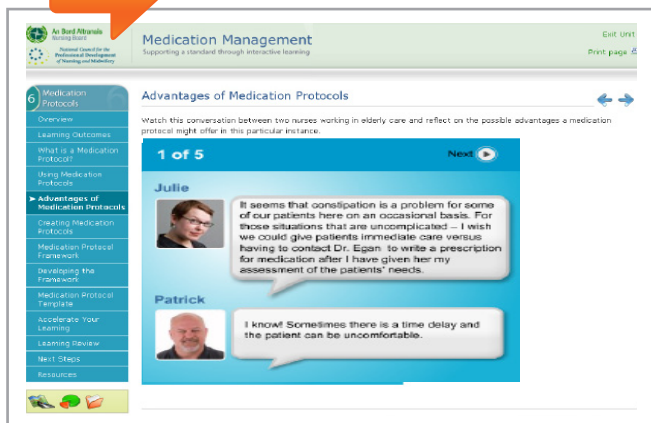 An Bord Altranais
Nursing Board
National Council for the
Professional Development
of Nursing and Midwifery
Medication Management
Supporting a standard through interactive learning
Exit Unit
Print page
6
Medication
Protocols
Overview
Learning Outcomes
What is a Medication
Protocol?
Using Medication
Protocols
Advantages of
Medication Protocols
Creating Medication
Protocols
Medication Protocol
Framework
Developing the
Framework
Medication Protocol
Template
Accelerate Your
Learning
Learning Review
Next Steps
Resources
Advantages of Medication Protocols
Watch this conversation between two nurses working in elderly care and reflect on the possible advantages a medication
protocol might offer in this particular instance.
1 of 5
Next
Julie
It seems that constipation is a problem for some
of our patients here on an occasional basis. For
those situations that are uncomplicated – I wish
we could give patients immediate care versus
having to contact Dr. Egan to write a prescription
for medication after I have given her my
assessment of the patients' needs.
Patrick
I know! Sometimes there is a time delay and
the patient can be uncomfortable.